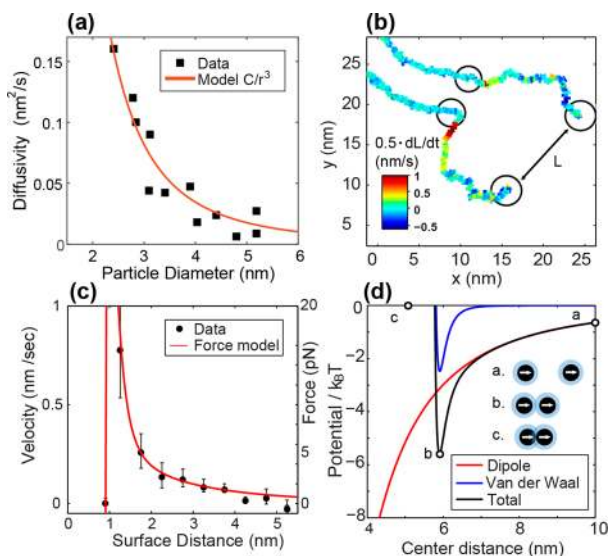 (a)
Diffusivity (nm²/s)
0.15
0.1
0.05
0
Data
Model C/r³
2
3
4
5
6
Particle Diameter (nm)
(b)
y (nm)
25
20
15
10
5
0.5·dL/dt
(nm/s)
1
0.5
0
−0.5
L
0
5
10
15
20
25
x (nm)
(c)
Velocity (nm /sec)
1
0.5
0
Data
Force model
20
10
5
0
Force (pN)
0
1
2
3
4
5
Surface Distance (nm)
(d)
Potential / kBT
0
−2
−4
−6
−8
c
a
b
a.
b.
c.
Dipole
Van der Waal
Total
4
6
8
10
Center distance (nm)